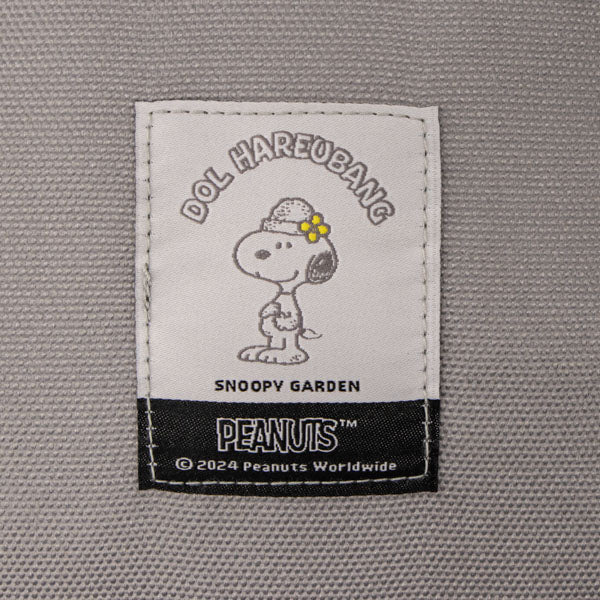 DOL HAREUBANG
SNOOPY GARDEN
PEANUTS™
© 2024 Peanuts Worldwide